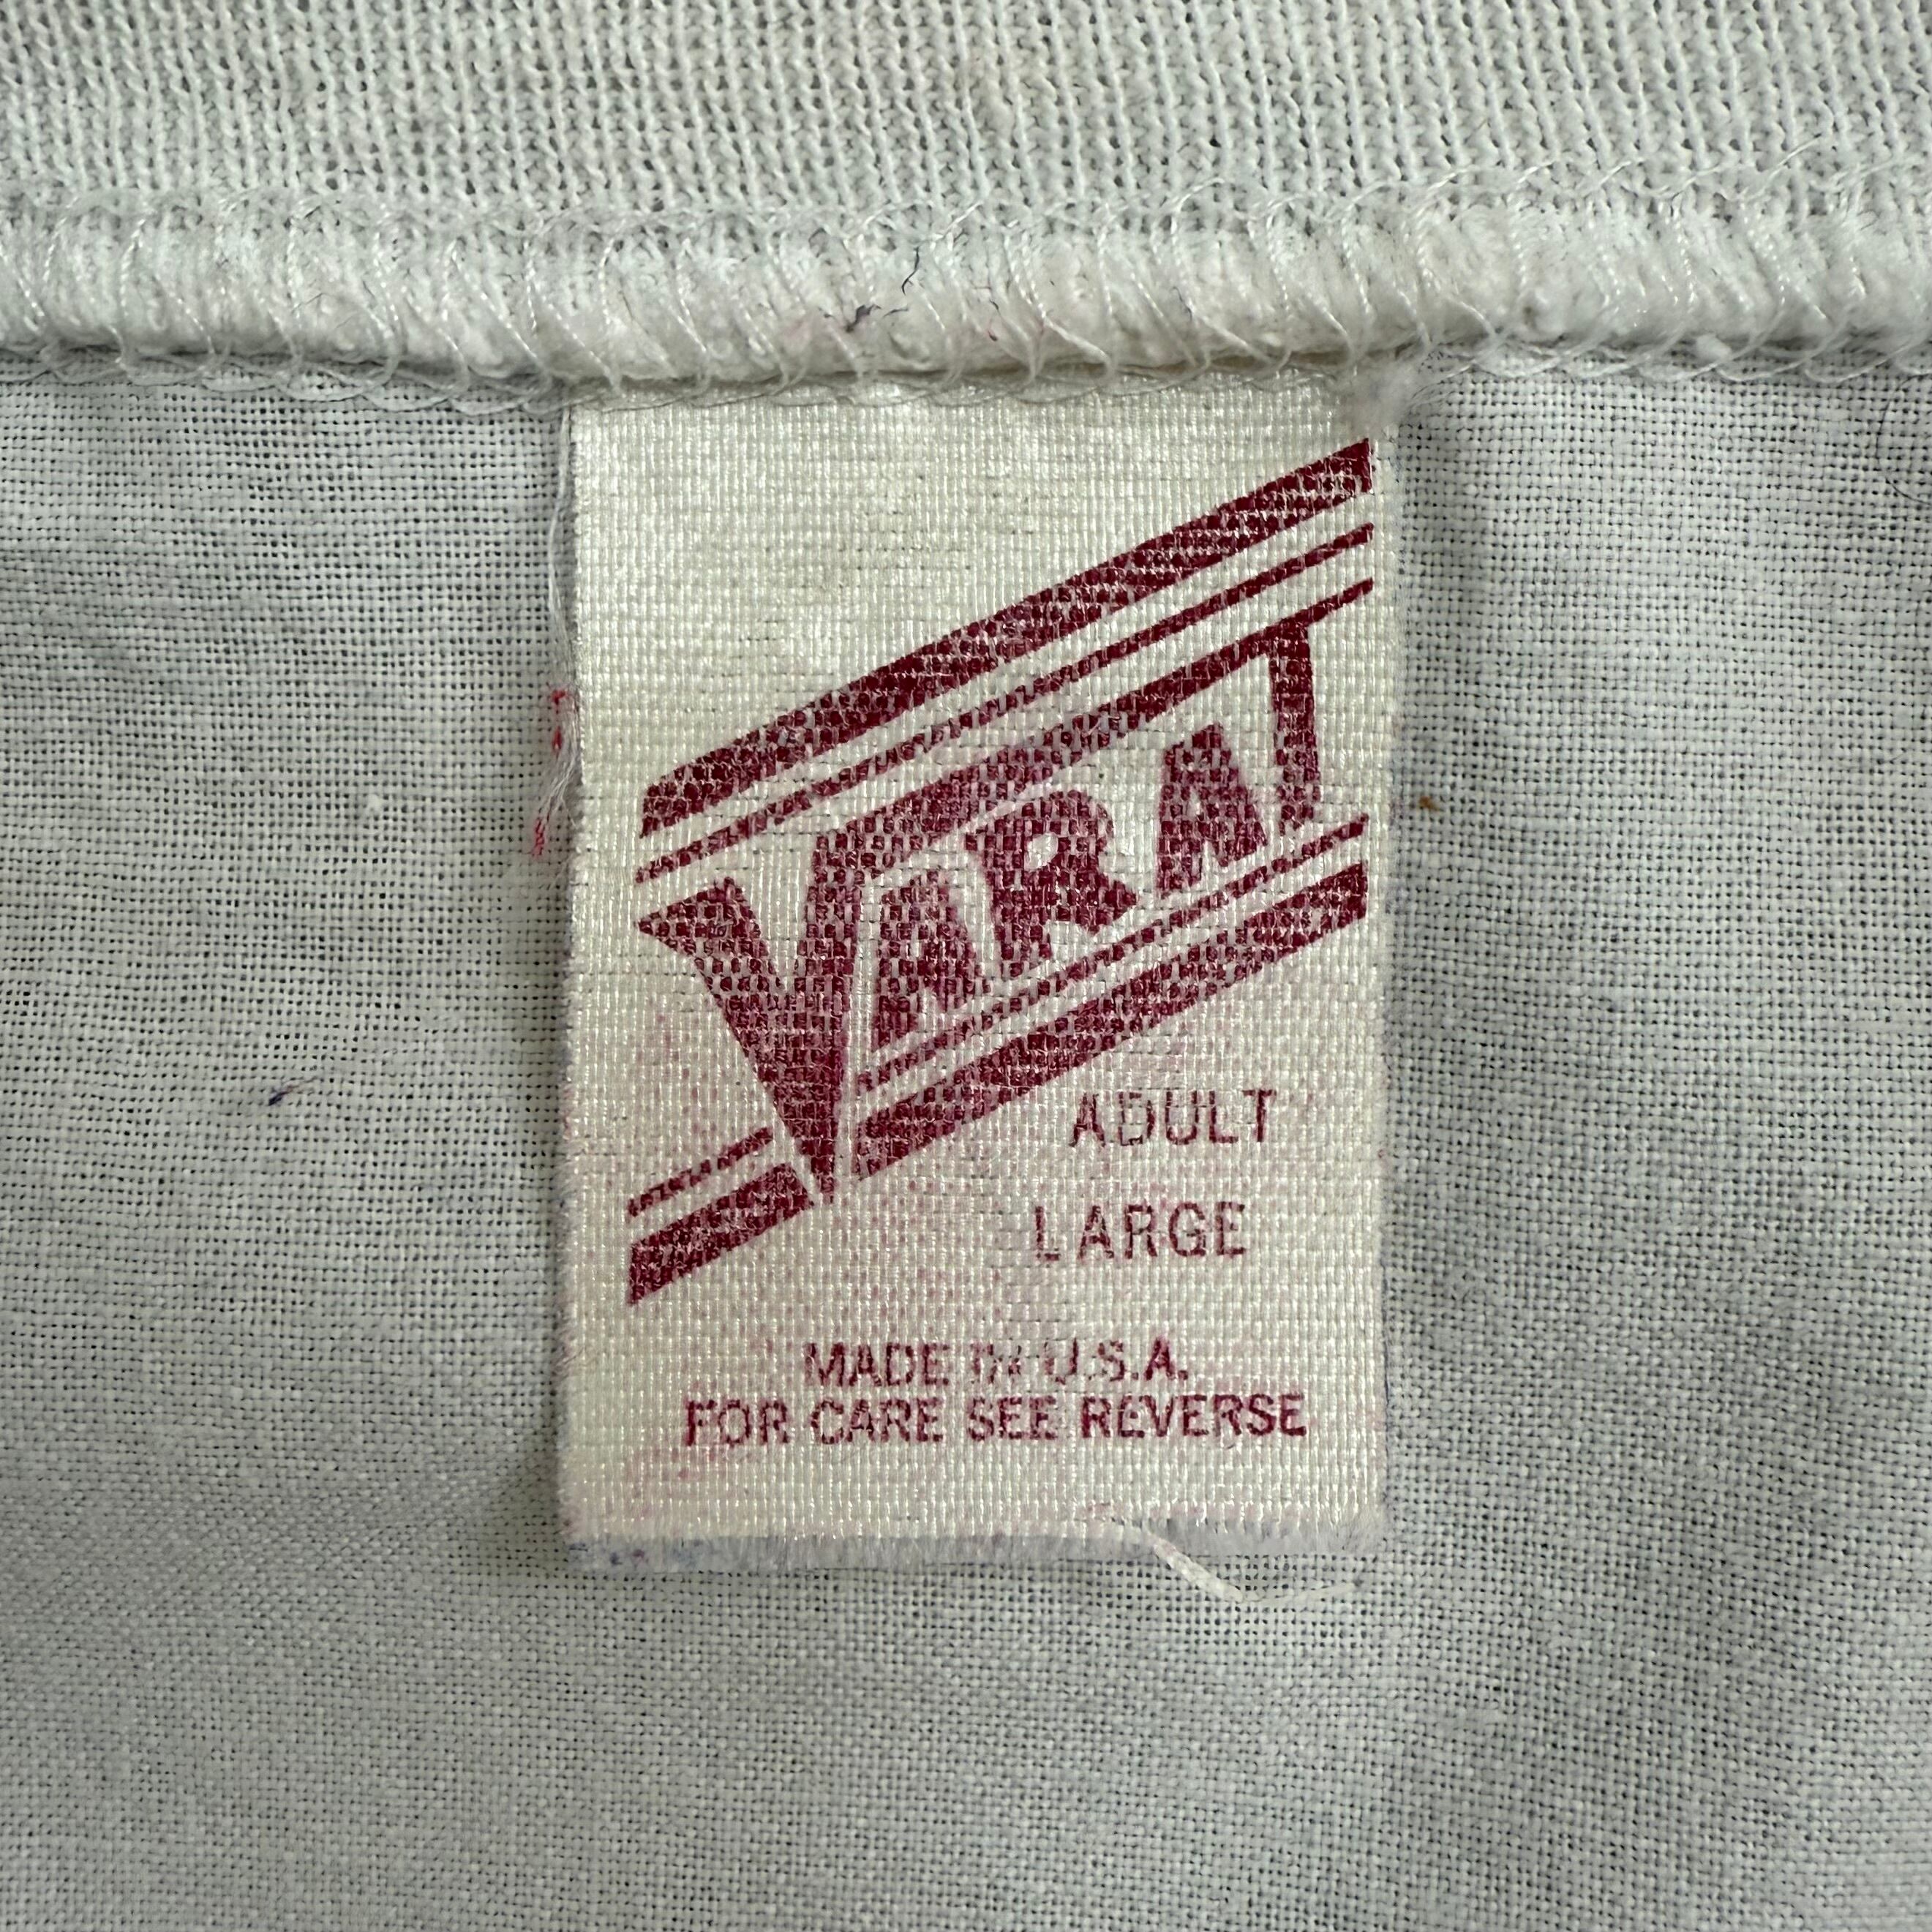 VARAT
ADULT
LARGE
MADE IN U.S.A.
FOR CARE SEE REVERSE